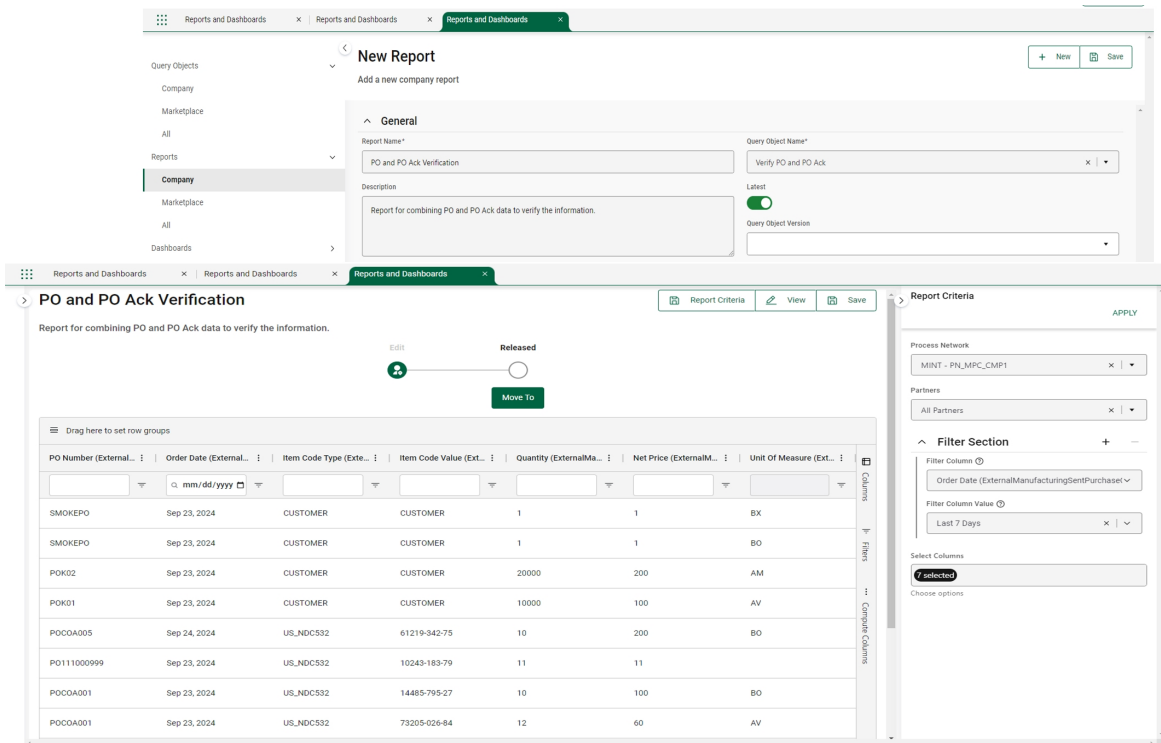 Reports and Dashboards × Reports and Dashboards × Reports and Dashboards ×
Query Objects
Company
Marketplace
All
Reports
Company
Marketplace
All
Dashboards
New Report
+ New Save
Add a new company report
General
Report Name* Query Object Name*
PO and PO Ack Verification Verify PO and PO Ack ×
Description Latest
Report for combining PO and PO Ack data to verify the information.
Query Object Version
Reports and Dashboards × Reports and Dashboards × Reports and Dashboards ×
PO and PO Ack Verification
Report Criteria View Save
Report for combining PO and PO Ack data to verify the information.
Edit Released
Move To
Drag here to set row groups
PO Number (External... Order Date (External... Item Code Type (Exte... Item Code Value (Ext... Quantity (ExternalMa... Net Price (ExternalM... Unit Of Measure (Ext...
mm/dd/yyyy
SMOKEPO Sep 23, 2024 CUSTOMER CUSTOMER 1 1 BX
SMOKEPO Sep 23, 2024 CUSTOMER CUSTOMER 1 1 BO
POK02 Sep 23, 2024 CUSTOMER CUSTOMER 20000 200 AM
POK01 Sep 23, 2024 CUSTOMER CUSTOMER 10000 100 AV
POCOA005 Sep 24, 2024 US_NDC532 61219-342-75 10 200 BO
PO111000999 Sep 23, 2024 US_NDC532 10243-183-79 11 11
POCOA001 Sep 23, 2024 US_NDC532 14485-795-27 10 100 BO
POCOA001 Sep 23, 2024 US_NDC532 73205-026-84 12 60 AV
Columns
Filters
Compute Columns
Report Criteria
APPLY
Process Network
MINT - PN_MPC_CMP1 ×
Partners
All Partners ×
Filter Section + −
Filter Column
Order Date (ExternalManufacturingSentPurchase(
Filter Column Value
Last 7 Days ×
Select Columns
7 selected
Choose options